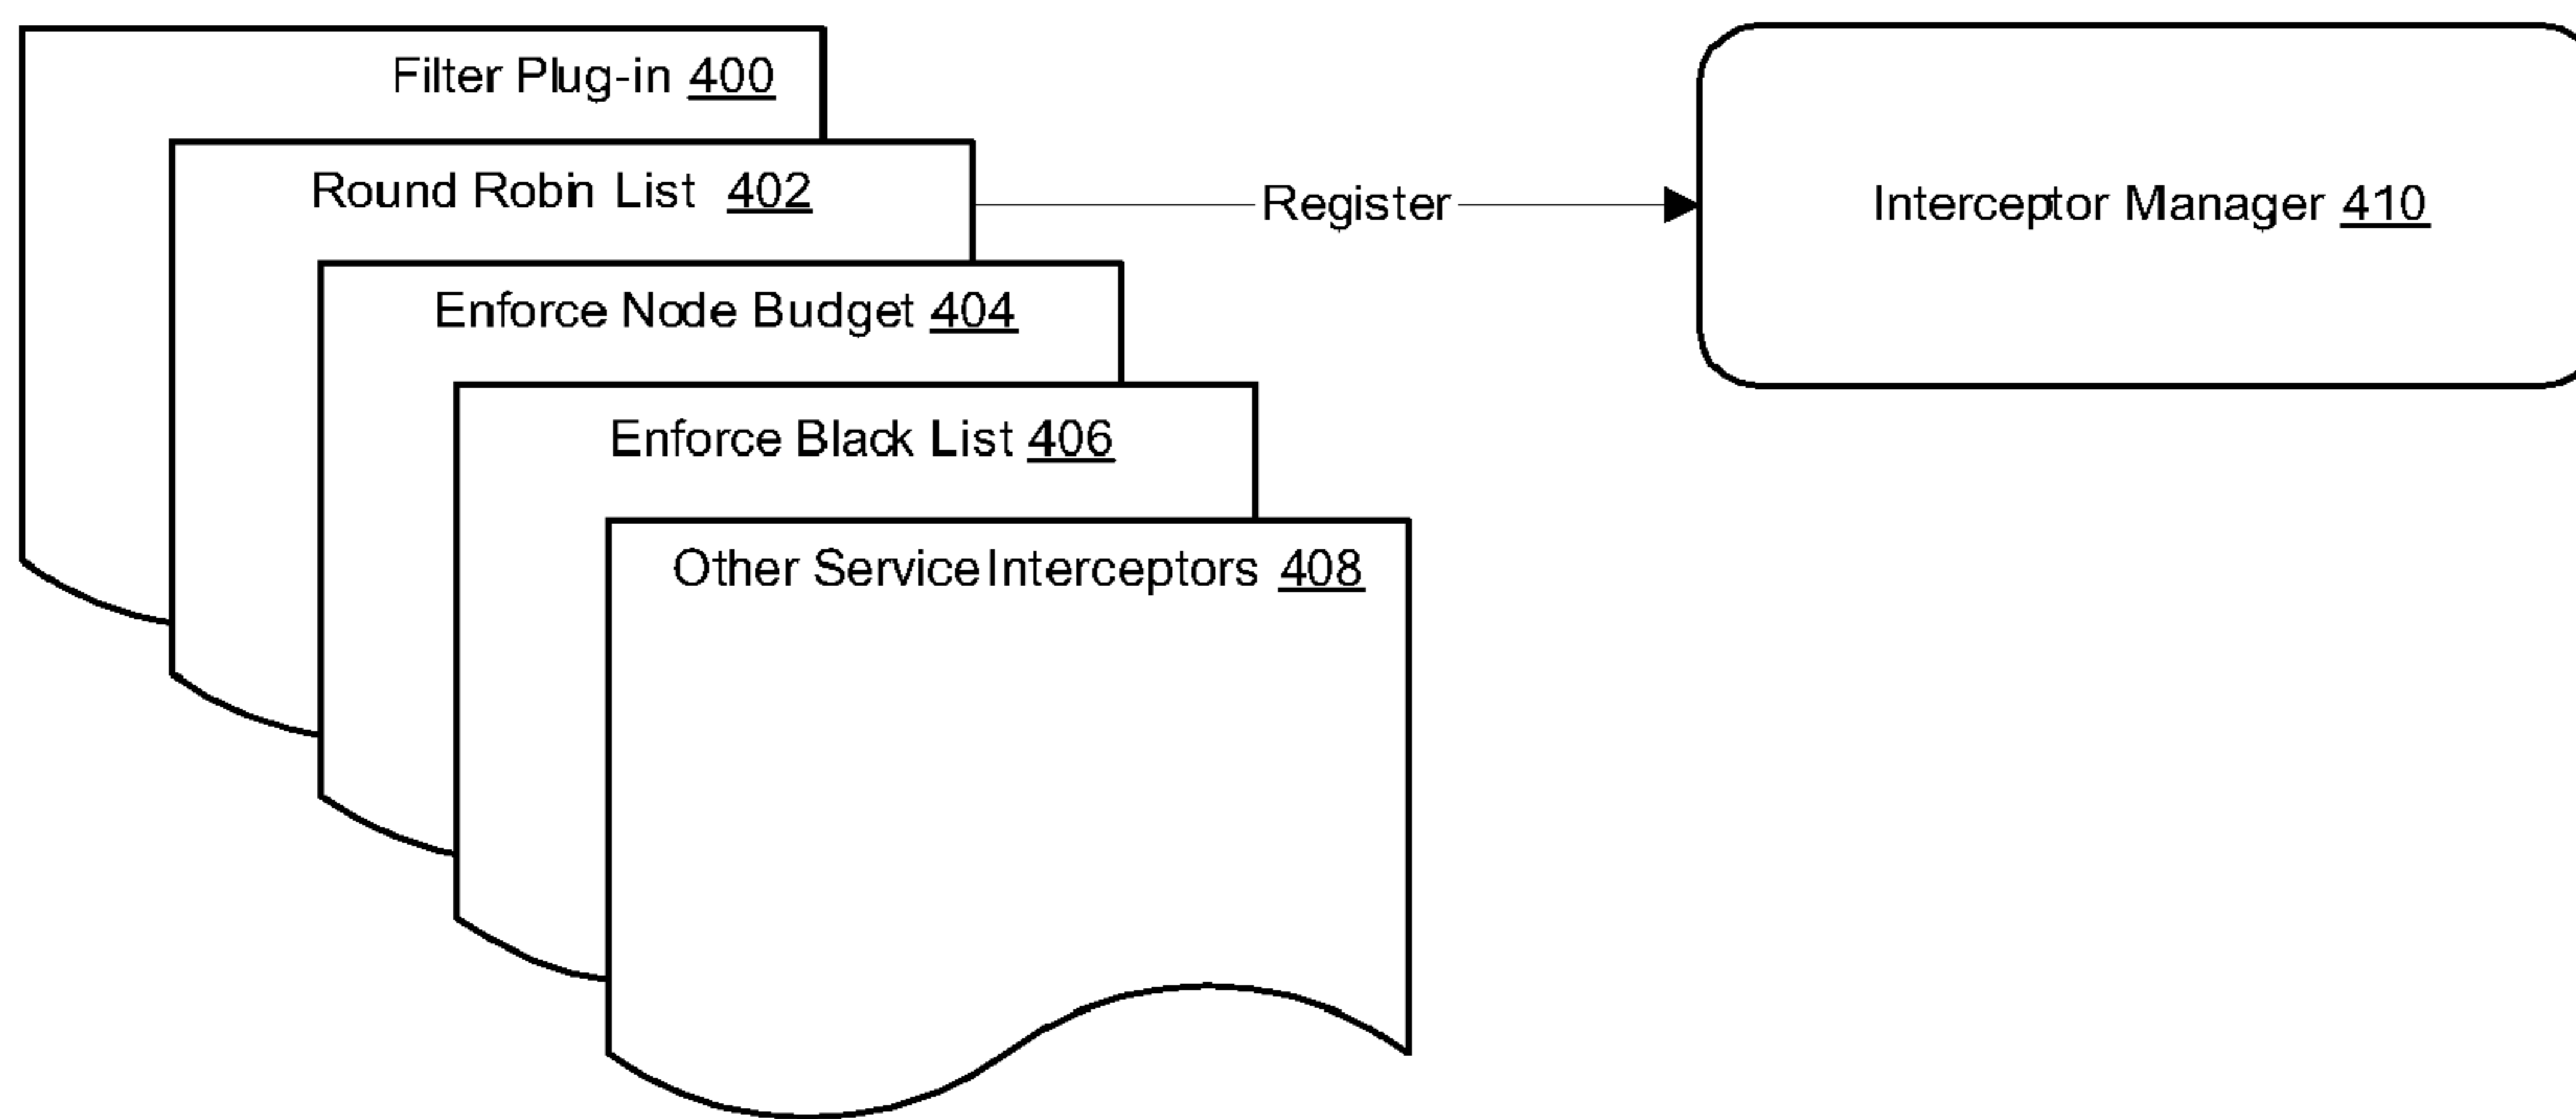 Filter Plug-in 400
Round Robin List 402
Register
Interceptor Manager 410
Enforce Node Budget 404
Enforce Black List 406
Other Service Interceptors 408